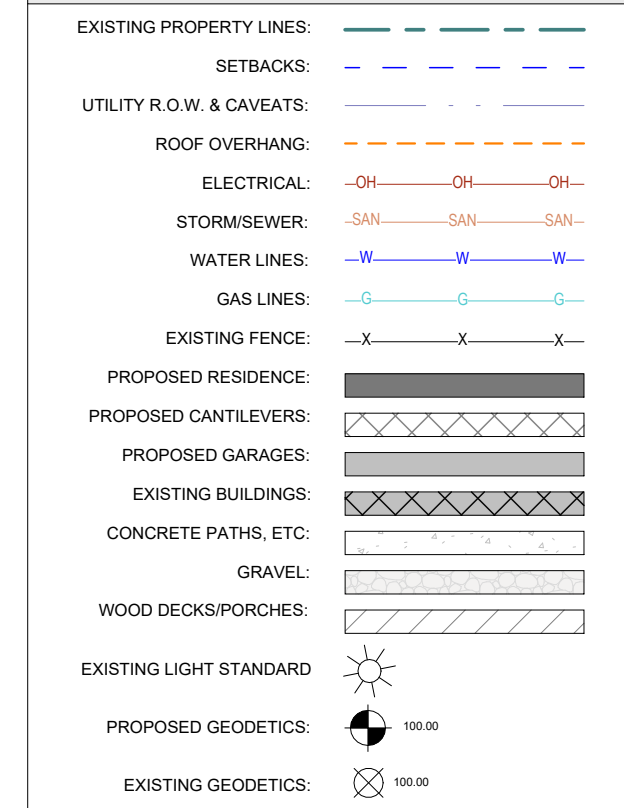 EXISTING PROPERTY LINES:
SETBACKS:
UTILITY R.O.W. & CAVEATS:
ROOF OVERHANG:
ELECTRICAL: OH OH OH
STORM/SEWER: SAN SAN SAN
WATER LINES: W W W
GAS LINES: G G G
EXISTING FENCE: X X X
PROPOSED RESIDENCE:
PROPOSED CANTILEVERS:
PROPOSED GARAGES:
EXISTING BUILDINGS:
CONCRETE PATHS, ETC:
GRAVEL:
WOOD DECKS/PORCHES:
EXISTING LIGHT STANDARD
PROPOSED GEODETICS: 100.00
EXISTING GEODETICS: 100.00